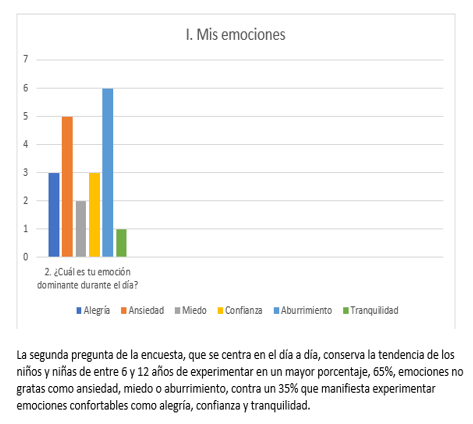 I. Mis emociones
7
6
5
4
3
2
1
0
2. ¿Cuál es tu emoción
dominante durante el día?
Alegría Ansiedad Miedo Confianza Aburrimiento Tranquilidad
La segunda pregunta de la encuesta, que se centra en el día a día, conserva la tendencia de los
niños y niñas de entre 6 y 12 años de experimentar en un mayor porcentaje, 65%, emociones no
gratas como ansiedad, miedo o aburrimiento, contra un 35% que manifiesta experimentar
emociones confortables como alegría, confianza y tranquilidad.